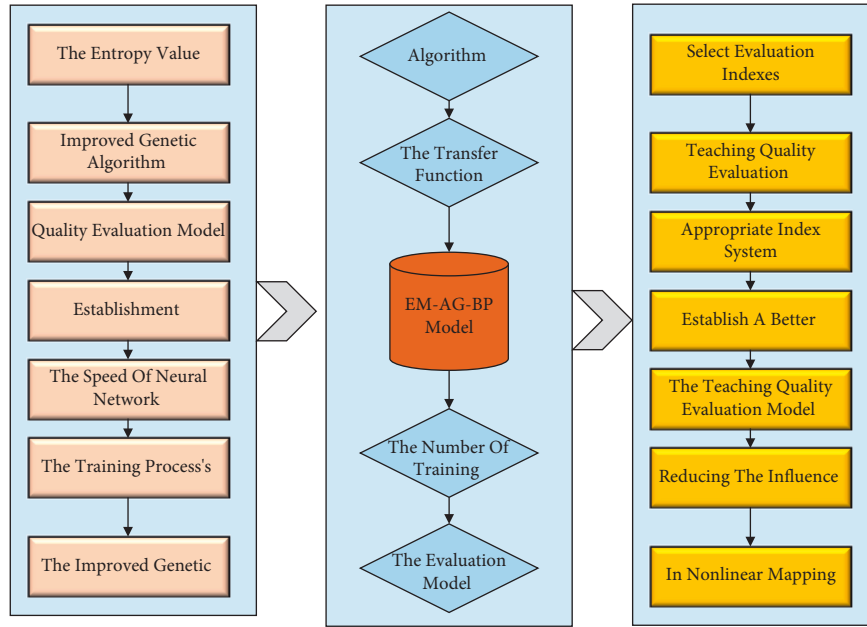 The Entropy Value
Improved Genetic
Algorithm
Quality Evaluation Model
Establishment
The Speed Of Neural
Network
The Training Process's
The Improved Genetic
Algorithm
The Transfer
Function
EM-AG-BP
Model
The Number Of
Training
The Evaluation
Model
Select Evaluation
Indexes
Teaching Quality
Evaluation
Appropriate Index
System
Establish A Better
The Teaching Quality
Evaluation Model
Reducing The Influence
In Nonlinear Mapping